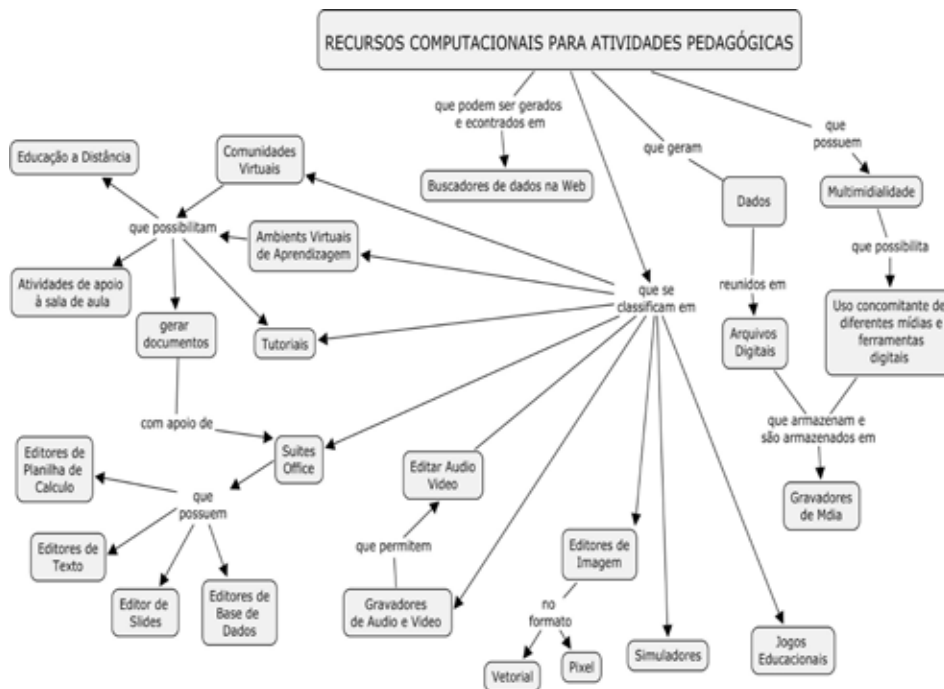 RECURSOS COMPUTACIONAIS PARA ATIVIDADES PEDAGÓGICAS
que podem ser gerados
e econtrados em
que
possuem
que geram
Educação a Distância
Comunidades
Virtuais
Buscadores de dados na Web
Dados
Multimidialidade
que possibilitam
Ambients Virtuais
de Aprendizagem
que possibilita
Atividades de apoio
à sala de aula
que se
classificam em
reunidos em
Uso concomitante de
diferentes mídias e
ferramentas
digitais
gerar
documentos
Tutoriais
Arquivos
Digitais
com apoio de
que armazenam e
são armazenados em
Editores de
Planilha de
Calculo
Suites
Office
Editar Audio
Video
Gravadores
de Mdia
que
possuem
que permitem
Editores de
Imagem
Editores de
Texto
Editor de
Slides
Editores de
Base de
Dados
Gravadores
de Audio e Video
no
formato
Vetorial
Pixel
Simuladores
Jogos
Educacionais